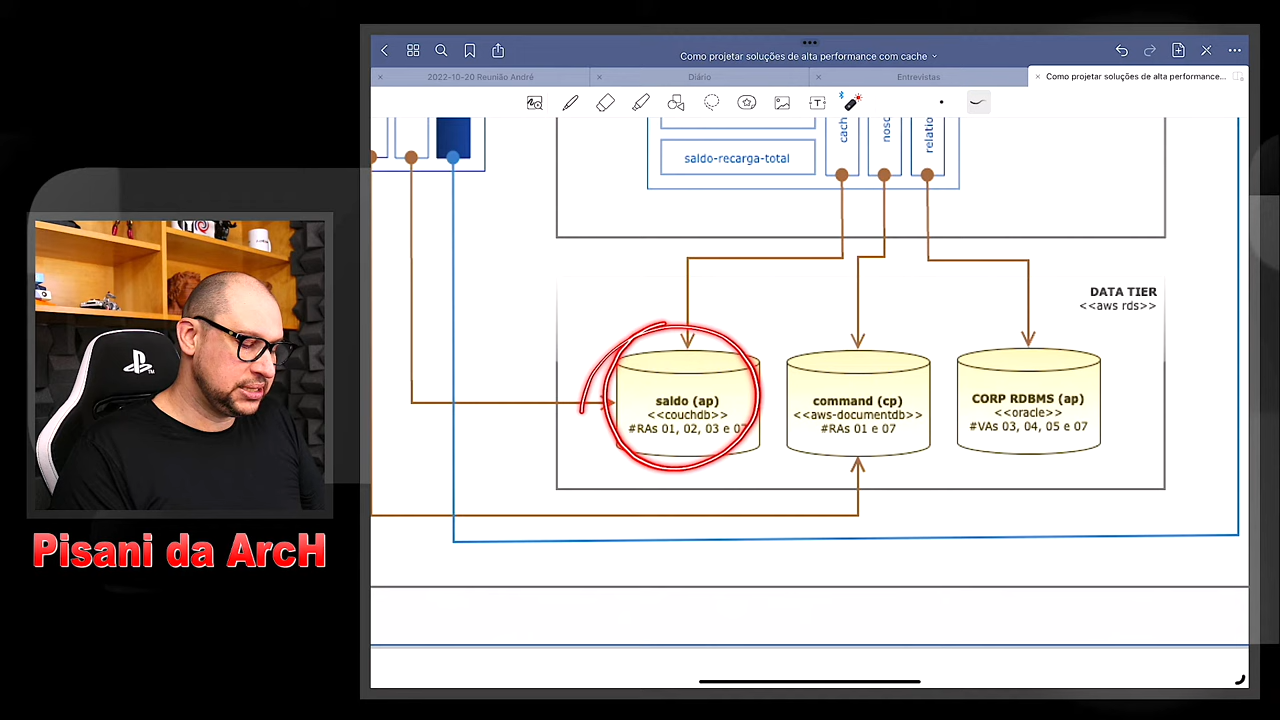 Como projetar soluções de alta performance com cache
2022-10-20 Reunião André
Diário
Entrevistas
Como projetar soluções de alta performance...
T
cach
nosc
relatio
saldo-recarga-total
DATA TIER
<<aws rds>>
saldo (ap)
<<couchdb>>
#RAs 01, 02, 03 e 07
command (cp)
<<aws-documentdb>>
#RAs 01 e 07
CORP RDBMS (ap)
<<oracle>>
#VAs 03, 04, 05 e 07
Pisani da ArcH